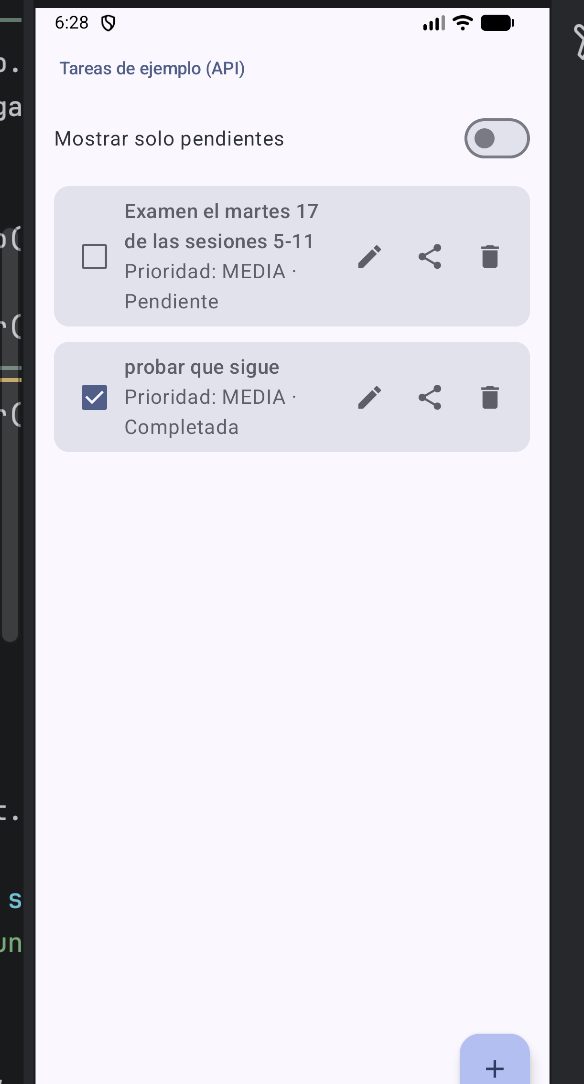 6:28
Tareas de ejemplo (API)
Mostrar solo pendientes
Examen el martes 17
de las sesiones 5-11
Prioridad: MEDIA ·
Pendiente
probar que sigue
Prioridad: MEDIA ·
Completada
+